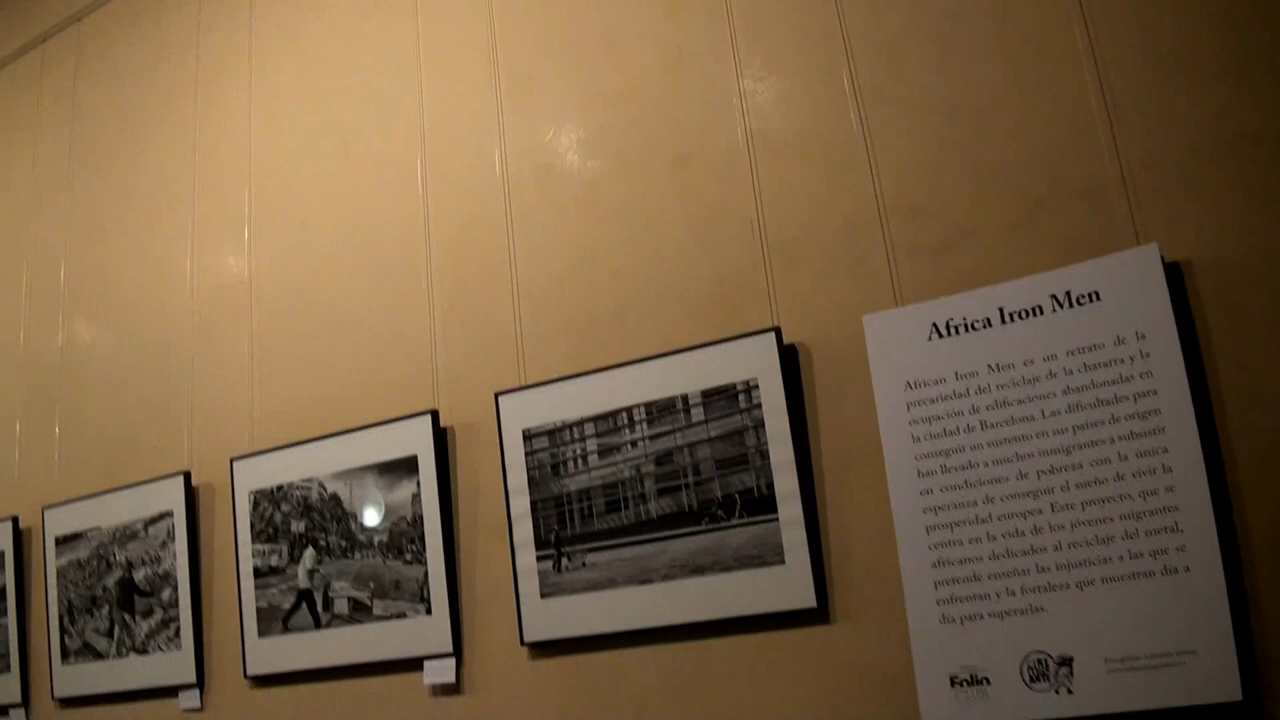 Africa Iron Men
African Iron Men es un retrato de la
precariedad del reciclaje de la chatarra y la
ocupación de edificaciones abandonadas en
la ciudad de Barcelona. Las dificultades para
conseguir un sustento en sus países de origen
han llevado a muchos inmigrantes a subsistir
en condiciones de pobreza con la única
esperanza de conseguir el sueño de vivir la
prosperidad europea. Este proyecto, que se
centra en la vida de los jóvenes migrantes
africanos dedicados al reciclaje del metal,
pretende enseñar las injusticias a las que se
enfrentan y la fortaleza que muestran día a
día para superarlas.
Folio